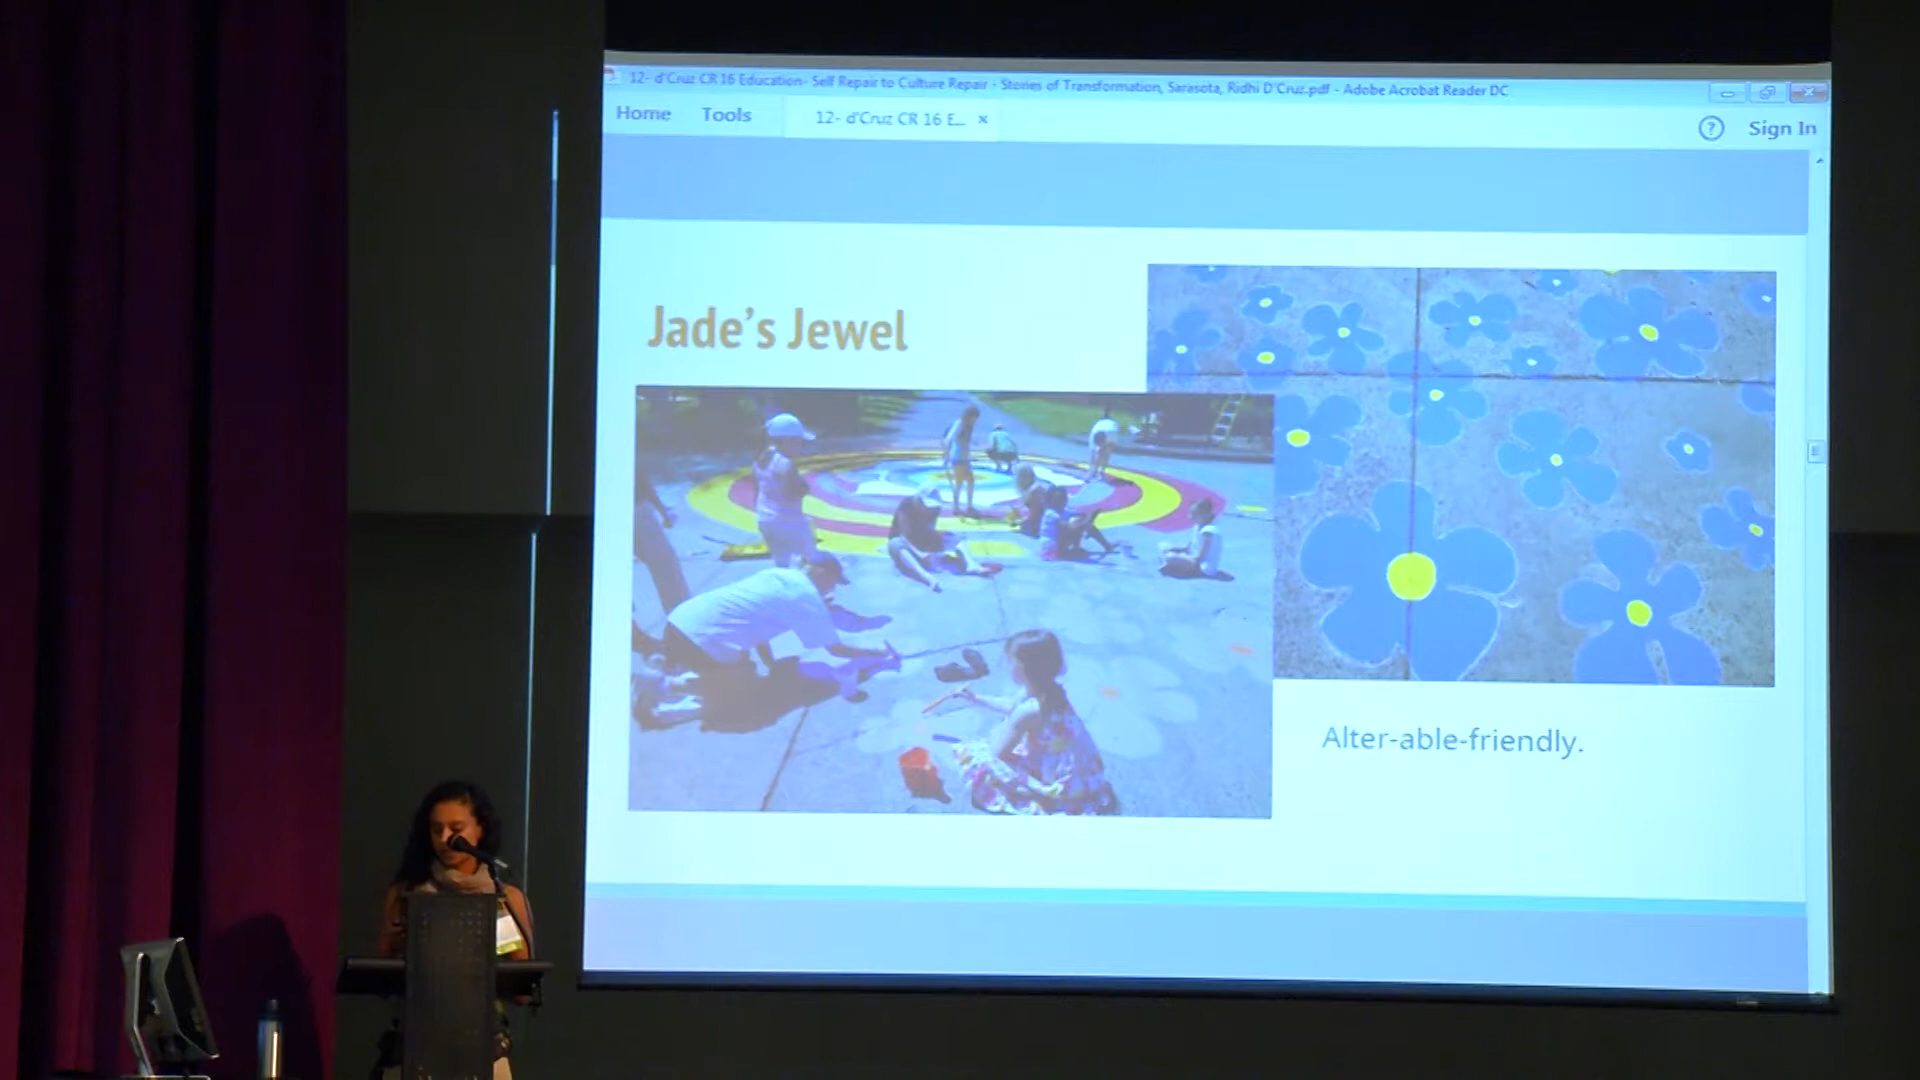 12- d'Cruz CR 16 Education- Self Repair to Culture Repair - Stories of Transformation, Sarasota, Ridhi D'Cruz.pdf - Adobe Acrobat Reader DC
Home Tools 12- d'Cruz CR 16 E... × ? Sign In
Jade's Jewel
Alter-able-friendly.